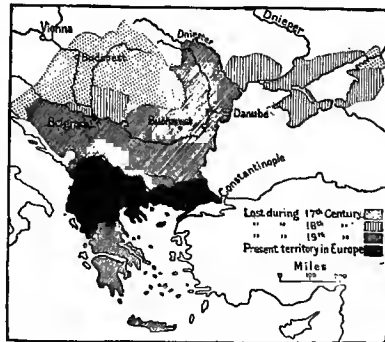 Vienna
Dnieper
Dniester
Budapest
Belgrade
Bucharest
Danube
Constantinople
Lost during 17th Century
" " 18th "
" " 19th "
Present territory in Europe
Miles